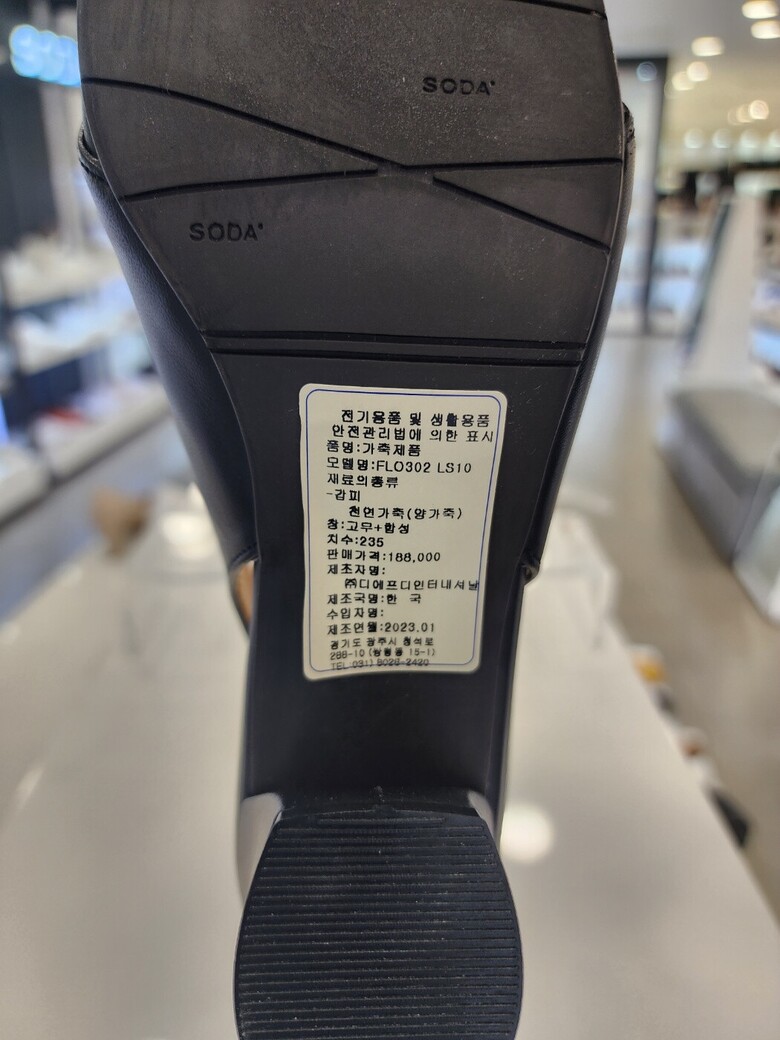 SODA
SODA
전기용품 및 생활용품
안전관리법에 의한 표시
품명:가죽제품
모델명:FLO302 LS10
재료의종류
-갑피
천연가죽(양가죽)
창:고무+합성
치수:235
판매가격:188,000
제조자명:
㈜디에프디인터내셔날
제조국명:한 국
수입자명:
제조연월:2023.01
경기도 광주시 청석로
288-10 (쌍령동 15-1)
TEL:031) 8026-2420